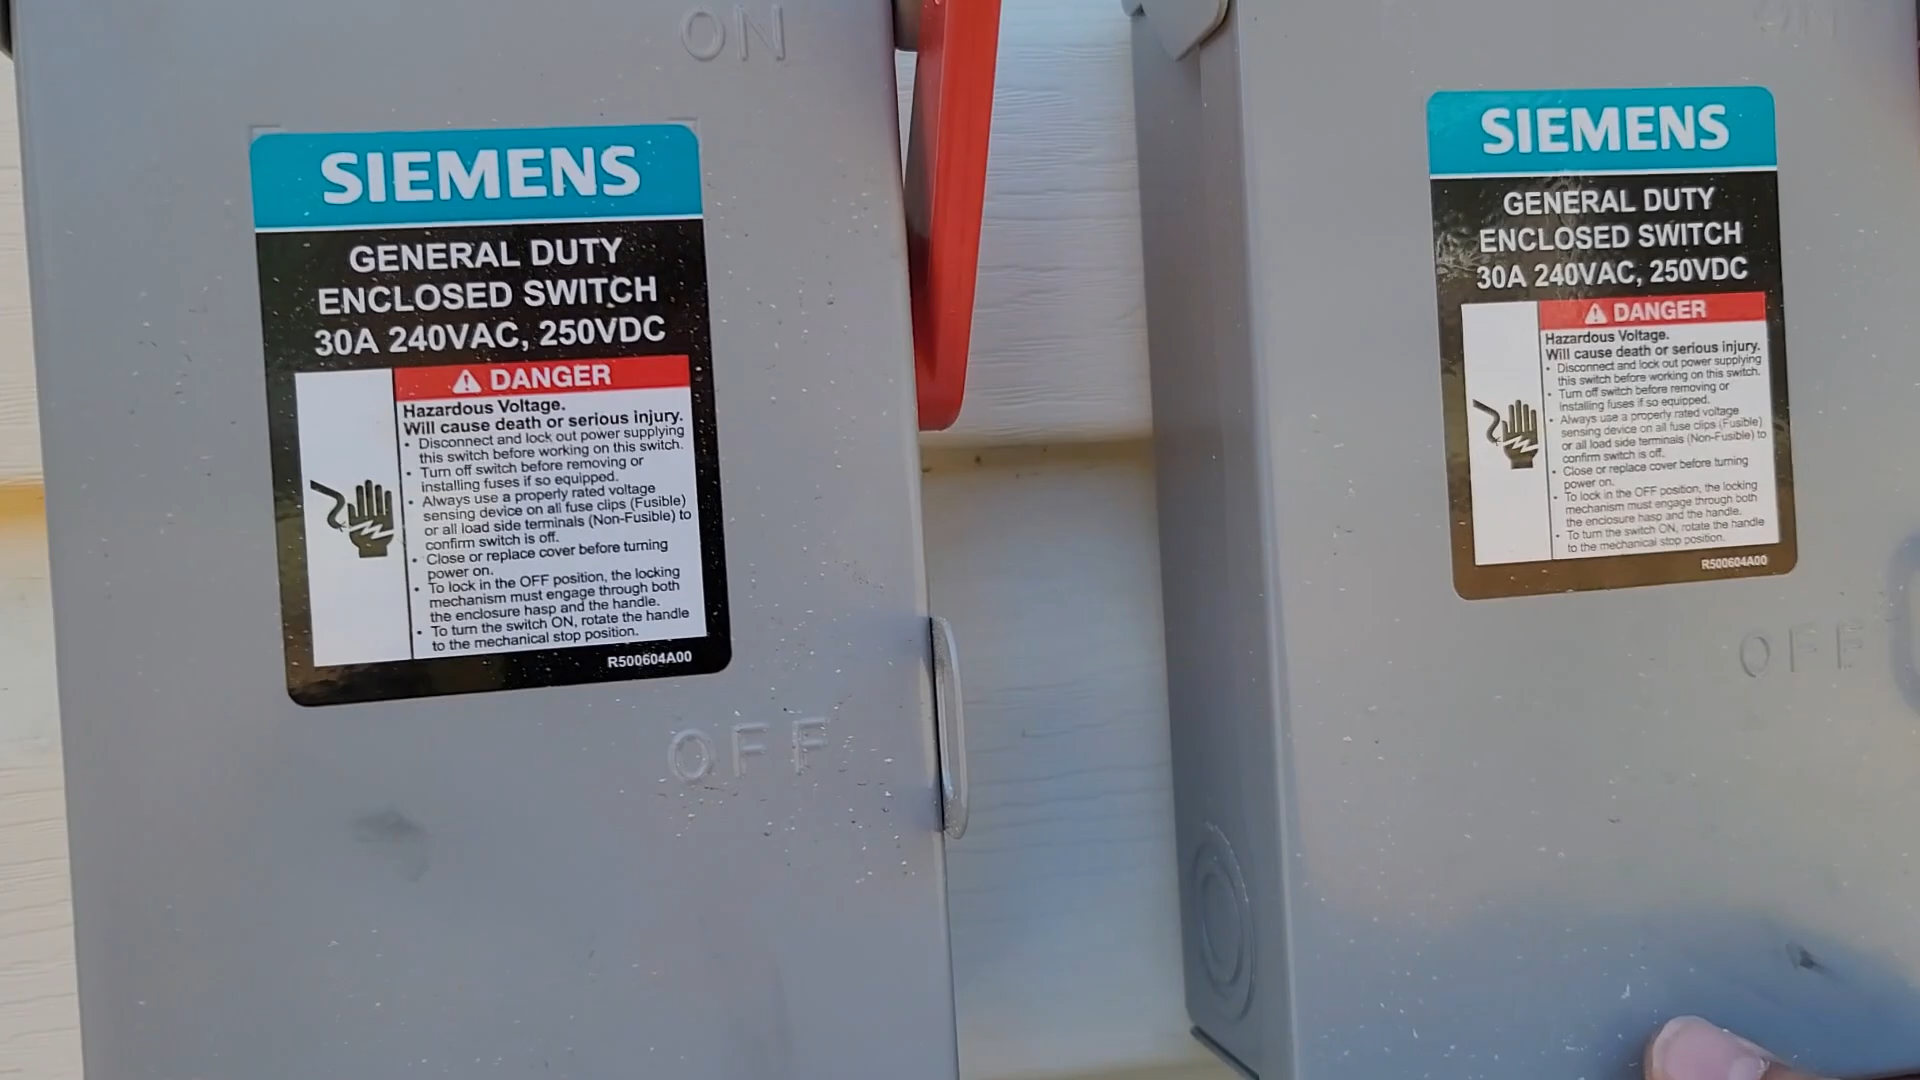 ON
SIEMENS
GENERAL DUTY
ENCLOSED SWITCH
30A 240VAC, 250VDC
DANGER
Hazardous Voltage.
Will cause death or serious injury.
• Disconnect and lock out power supplying
this switch before working on this switch.
• Turn off switch before removing or
installing fuses if so equipped.
• Always use a properly rated voltage
sensing device on all fuse clips (Fusible)
or all load side terminals (Non-Fusible) to
confirm switch is off.
• Close or replace cover before turning
power on.
• To lock in the OFF position, the locking
mechanism must engage through both
the enclosure hasp and the handle.
• To turn the switch ON, rotate the handle
to the mechanical stop position.
R500604A00
OFF
ON
SIEMENS
GENERAL DUTY
ENCLOSED SWITCH
30A 240VAC, 250VDC
DANGER
Hazardous Voltage.
Will cause death or serious injury.
• Disconnect and lock out power supplying
this switch before working on this switch.
• Turn off switch before removing or
installing fuses if so equipped.
• Always use a properly rated voltage
sensing device on all fuse clips (Fusible)
or all load side terminals (Non-Fusible) to
confirm switch is off.
• Close or replace cover before turning
power on.
• To lock in the OFF position, the locking
mechanism must engage through both
the enclosure hasp and the handle.
• To turn the switch ON, rotate the handle
to the mechanical stop position.
R500604A00
OFF